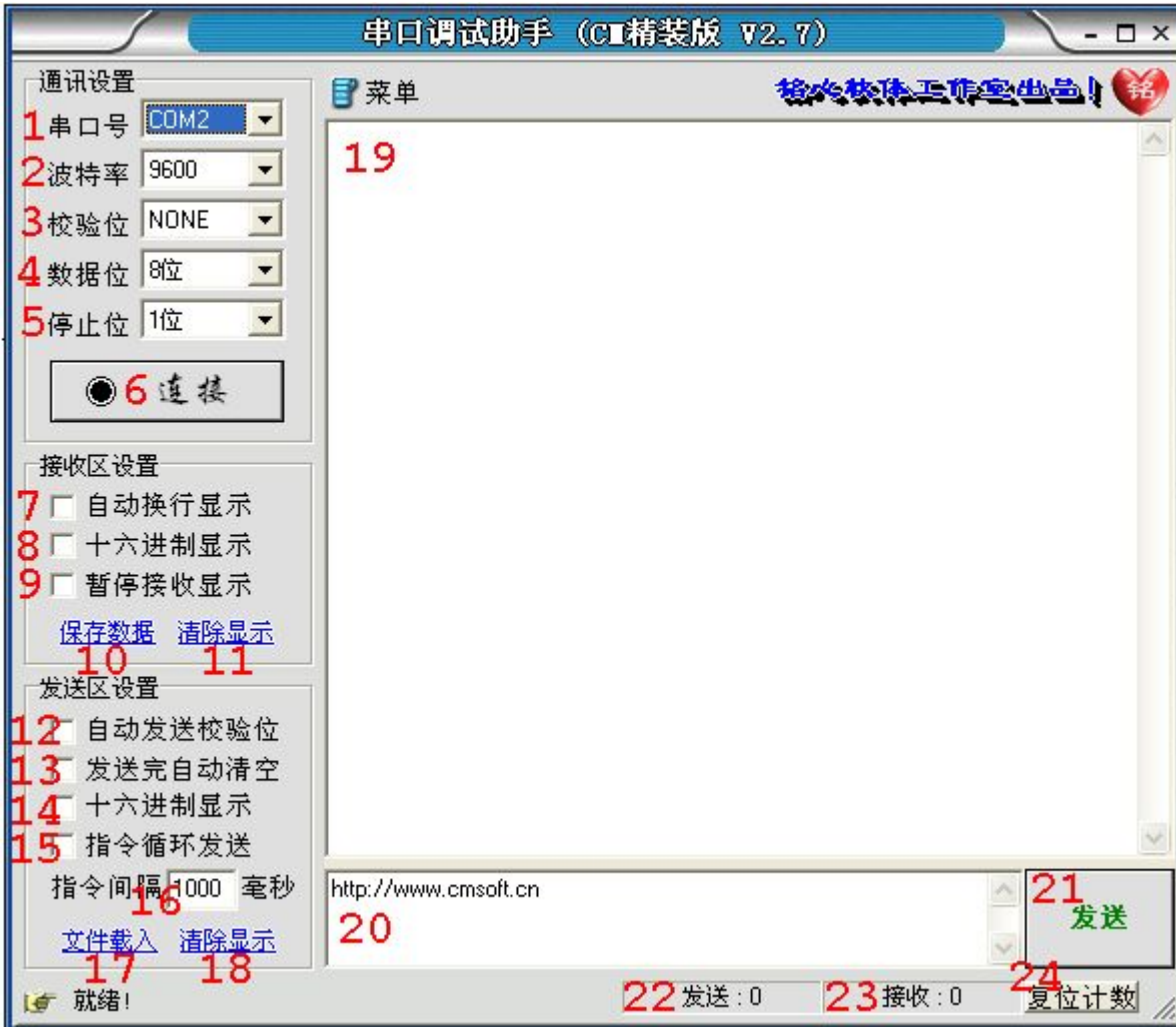 串口调试助手 (CM精装版 V2.7)
通讯设置
1 串口号 COM2
2 波特率 9600
3 校验位 NONE
4 数据位 8位
5 停止位 1位
6 连接
接收区设置
7 自动换行显示
8 十六进制显示
9 暂停接收显示
保存数据 清除显示
10 11
发送区设置
12 自动发送校验位
13 发送完自动清空
14 十六进制显示
15 指令循环发送
指令间隔 1000 毫秒
16
文件载入 清除显示
17 18
菜单
软体工作室出品! 铭
19
http://www.cmsoft.cn
20
21
发送
就绪!
22 发送:0 23 接收:0 24 复位计数